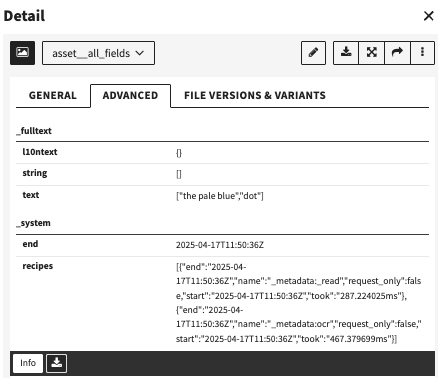 Detail
asset__all_fields
GENERAL ADVANCED FILE VERSIONS & VARIANTS
_fulltext
l10ntext {}
string []
text ["the pale blue","dot"]
_system
end 2025-04-17T11:50:36Z
recipes [{"end":"2025-04-
17T11:50:36Z","name":"_metadata:_read","request_only":fals
e,"start":"2025-04-17T11:50:36Z","took":"287.224025ms"},
{"end":"2025-04-
17T11:50:36Z","name":"_metadata:ocr","request_only":false,"
start":"2025-04-17T11:50:36Z","took":"467.379699ms"}]
Info